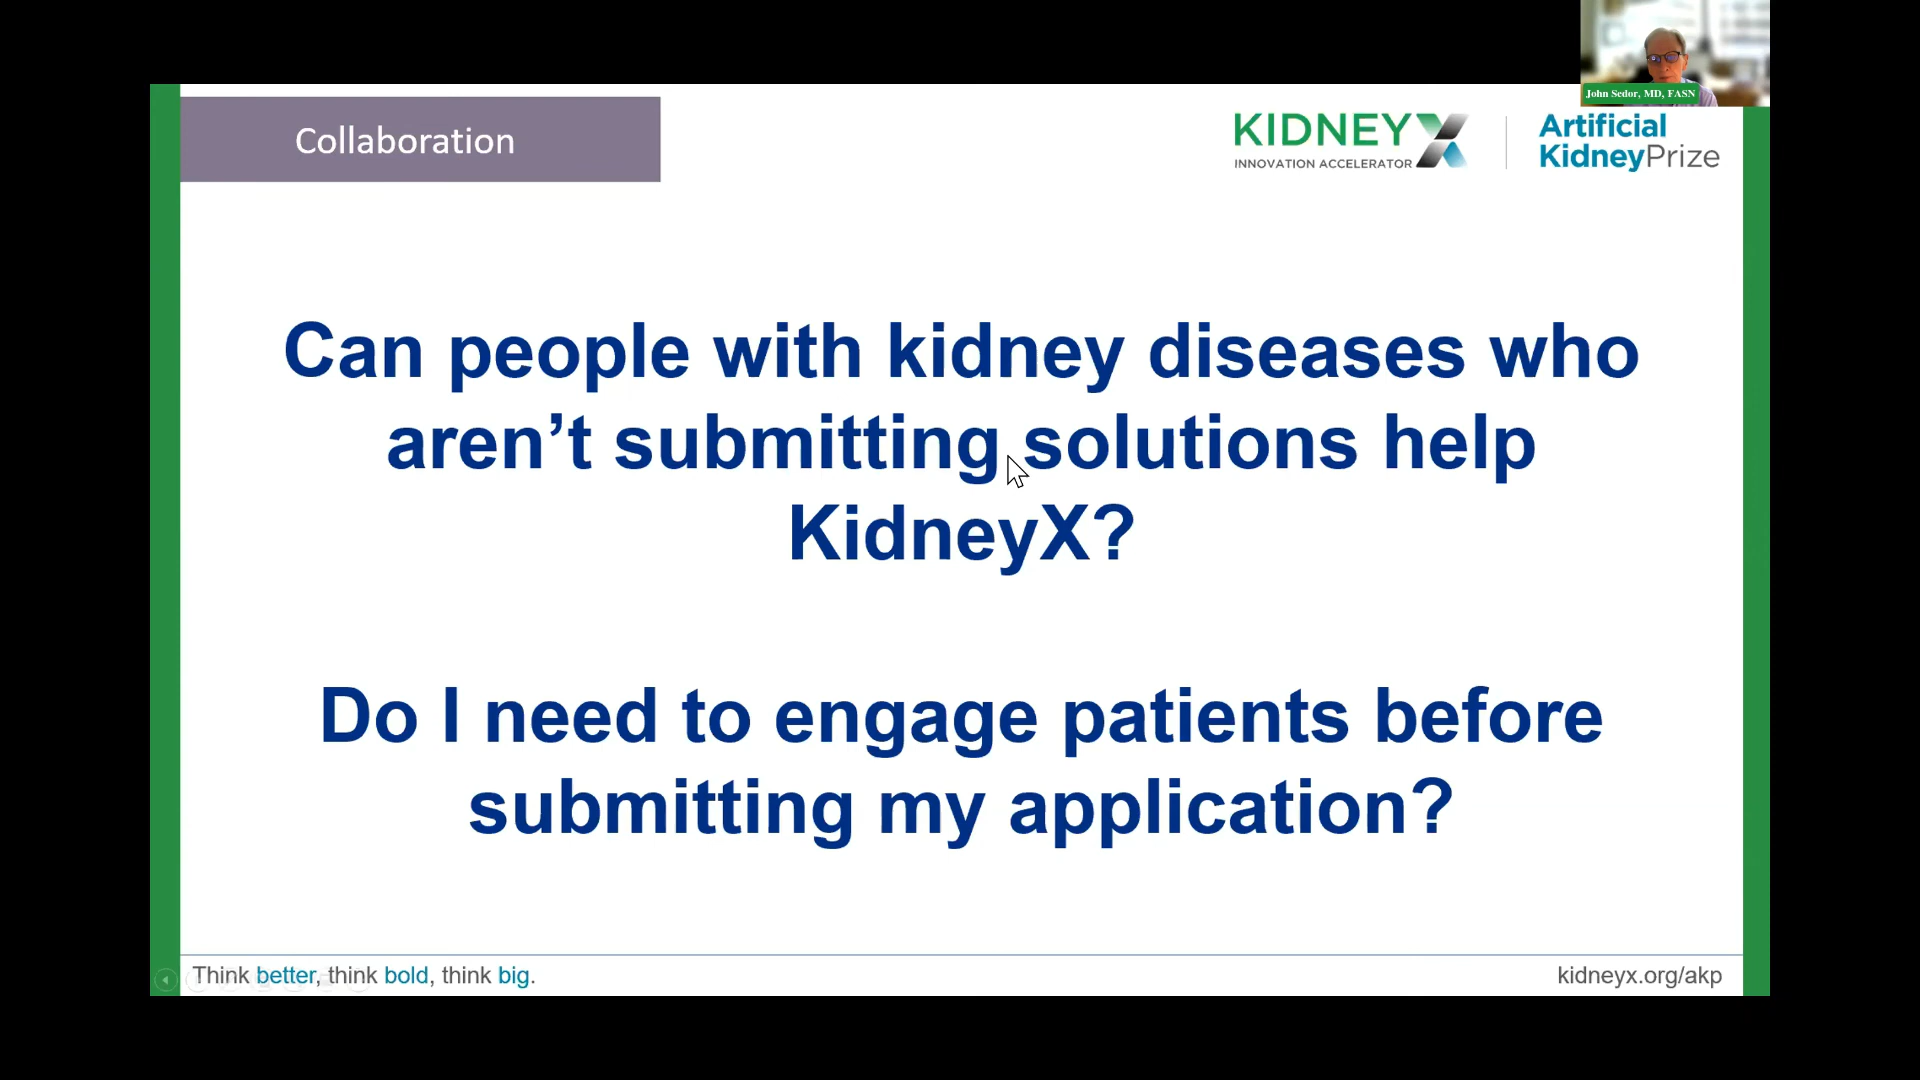 John Sedor, MD, FASN
Collaboration
KIDNEYX
INNOVATION ACCELERATOR
Artificial
KidneyPrize
Can people with kidney diseases who
aren’t submitting solutions help
KidneyX?
Do I need to engage patients before
submitting my application?
Think better, think bold, think big.
kidneyx.org/akp